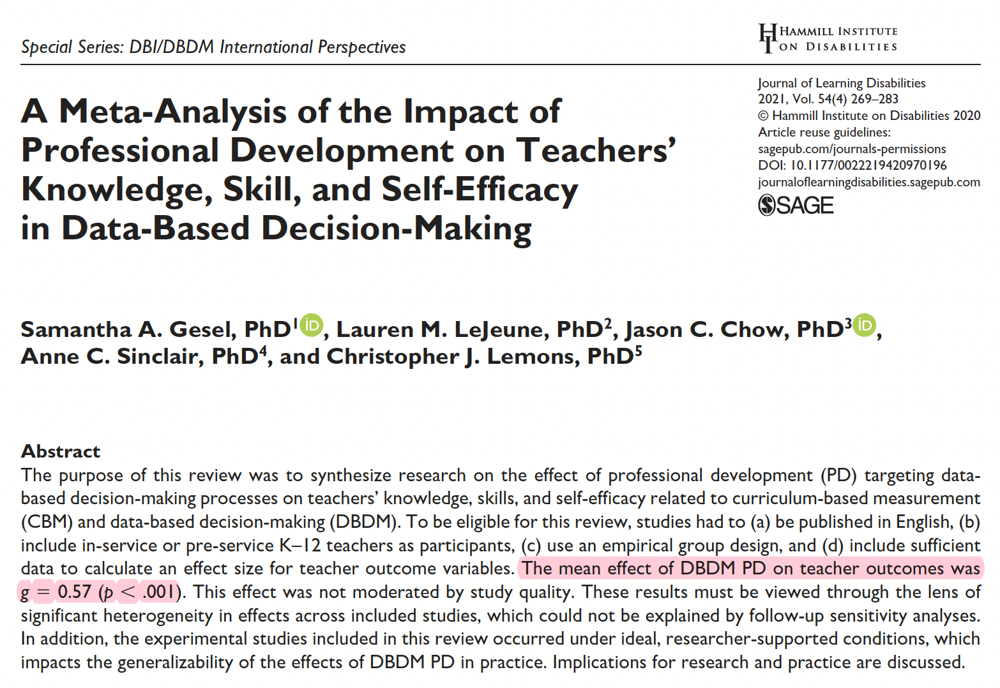 Special Series: DBI/DBDM International Perspectives
HAMMILL INSTITUTE
ON DISABILITIES
Journal of Learning Disabilities
2021, Vol. 54(4) 269–283
© Hammill Institute on Disabilities 2020
Article reuse guidelines:
sagepub.com/journals-permissions
DOI: 10.1177/0022219420970196
journaloflearningdisabilities.sagepub.com
SAGE
A Meta-Analysis of the Impact of
Professional Development on Teachers’
Knowledge, Skill, and Self-Efficacy
in Data-Based Decision-Making
Samantha A. Gesel, PhD1 iD, Lauren M. LeJeune, PhD2, Jason C. Chow, PhD3 iD,
Anne C. Sinclair, PhD4, and Christopher J. Lemons, PhD5
Abstract
The purpose of this review was to synthesize research on the effect of professional development (PD) targeting data-
based decision-making processes on teachers’ knowledge, skills, and self-efficacy related to curriculum-based measurement
(CBM) and data-based decision-making (DBDM). To be eligible for this review, studies had to (a) be published in English, (b)
include in-service or pre-service K–12 teachers as participants, (c) use an empirical group design, and (d) include sufficient
data to calculate an effect size for teacher outcome variables. The mean effect of DBDM PD on teacher outcomes was
g = 0.57 (p < .001). This effect was not moderated by study quality. These results must be viewed through the lens of
significant heterogeneity in effects across included studies, which could not be explained by follow-up sensitivity analyses.
In addition, the experimental studies included in this review occurred under ideal, researcher-supported conditions, which
impacts the generalizability of the effects of DBDM PD in practice. Implications for research and practice are discussed.